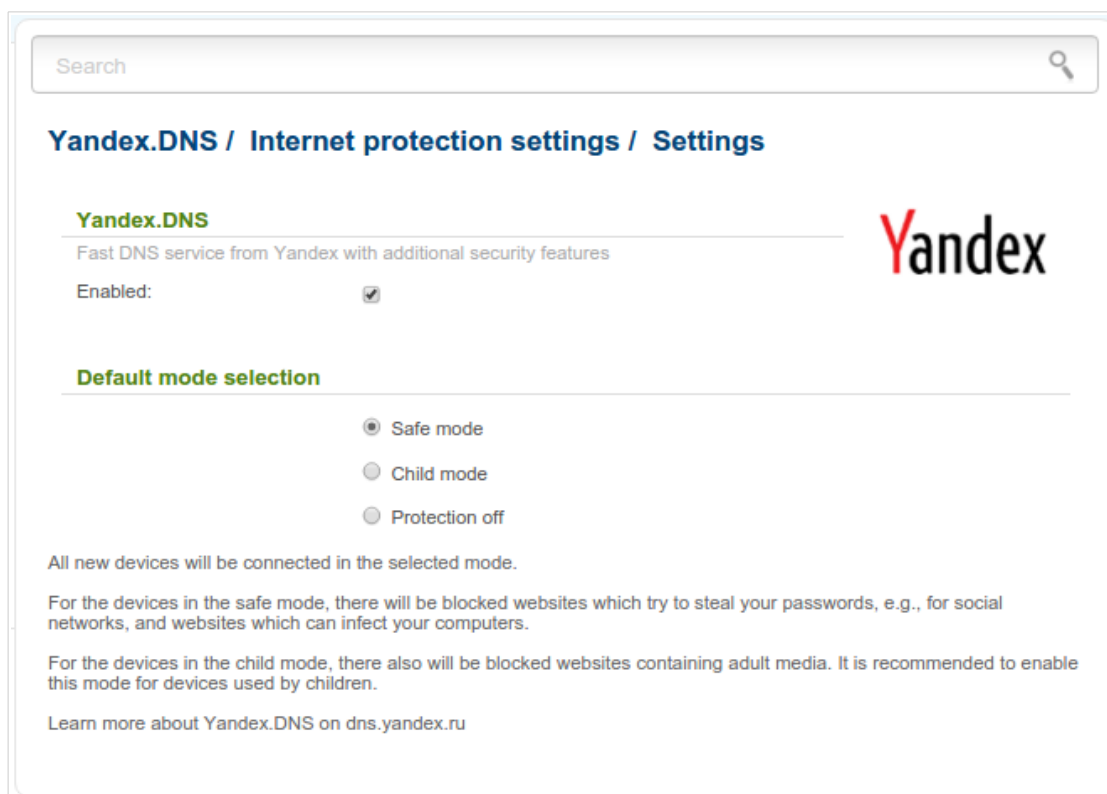 Search
Yandex.DNS / Internet protection settings / Settings
Yandex.DNS
Yandex
Fast DNS service from Yandex with additional security features
Enabled:
Default mode selection
Safe mode
Child mode
Protection off
All new devices will be connected in the selected mode.
For the devices in the safe mode, there will be blocked websites which try to steal your passwords, e.g., for social
networks, and websites which can infect your computers.
For the devices in the child mode, there also will be blocked websites containing adult media. It is recommended to enable
this mode for devices used by children.
Learn more about Yandex.DNS on dns.yandex.ru